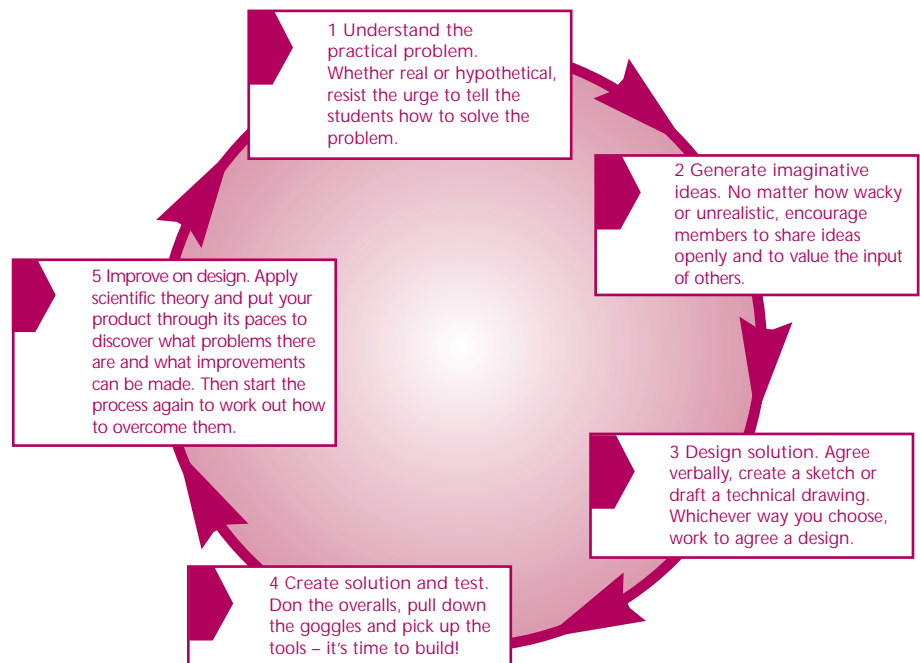 1 Understand the
practical problem.
Whether real or hypothetical,
resist the urge to tell the
students how to solve the
problem.
2 Generate imaginative
ideas. No matter how wacky
or unrealistic, encourage
members to share ideas
openly and to value the input
of others.
3 Design solution. Agree
verbally, create a sketch or
draft a technical drawing.
Whichever way you choose,
work to agree a design.
4 Create solution and test.
Don the overalls, pull down
the goggles and pick up the
tools – it's time to build!
5 Improve on design. Apply
scientific theory and put your
product through its paces to
discover what problems there
are and what improvements
can be made. Then start the
process again to work out how
to overcome them.